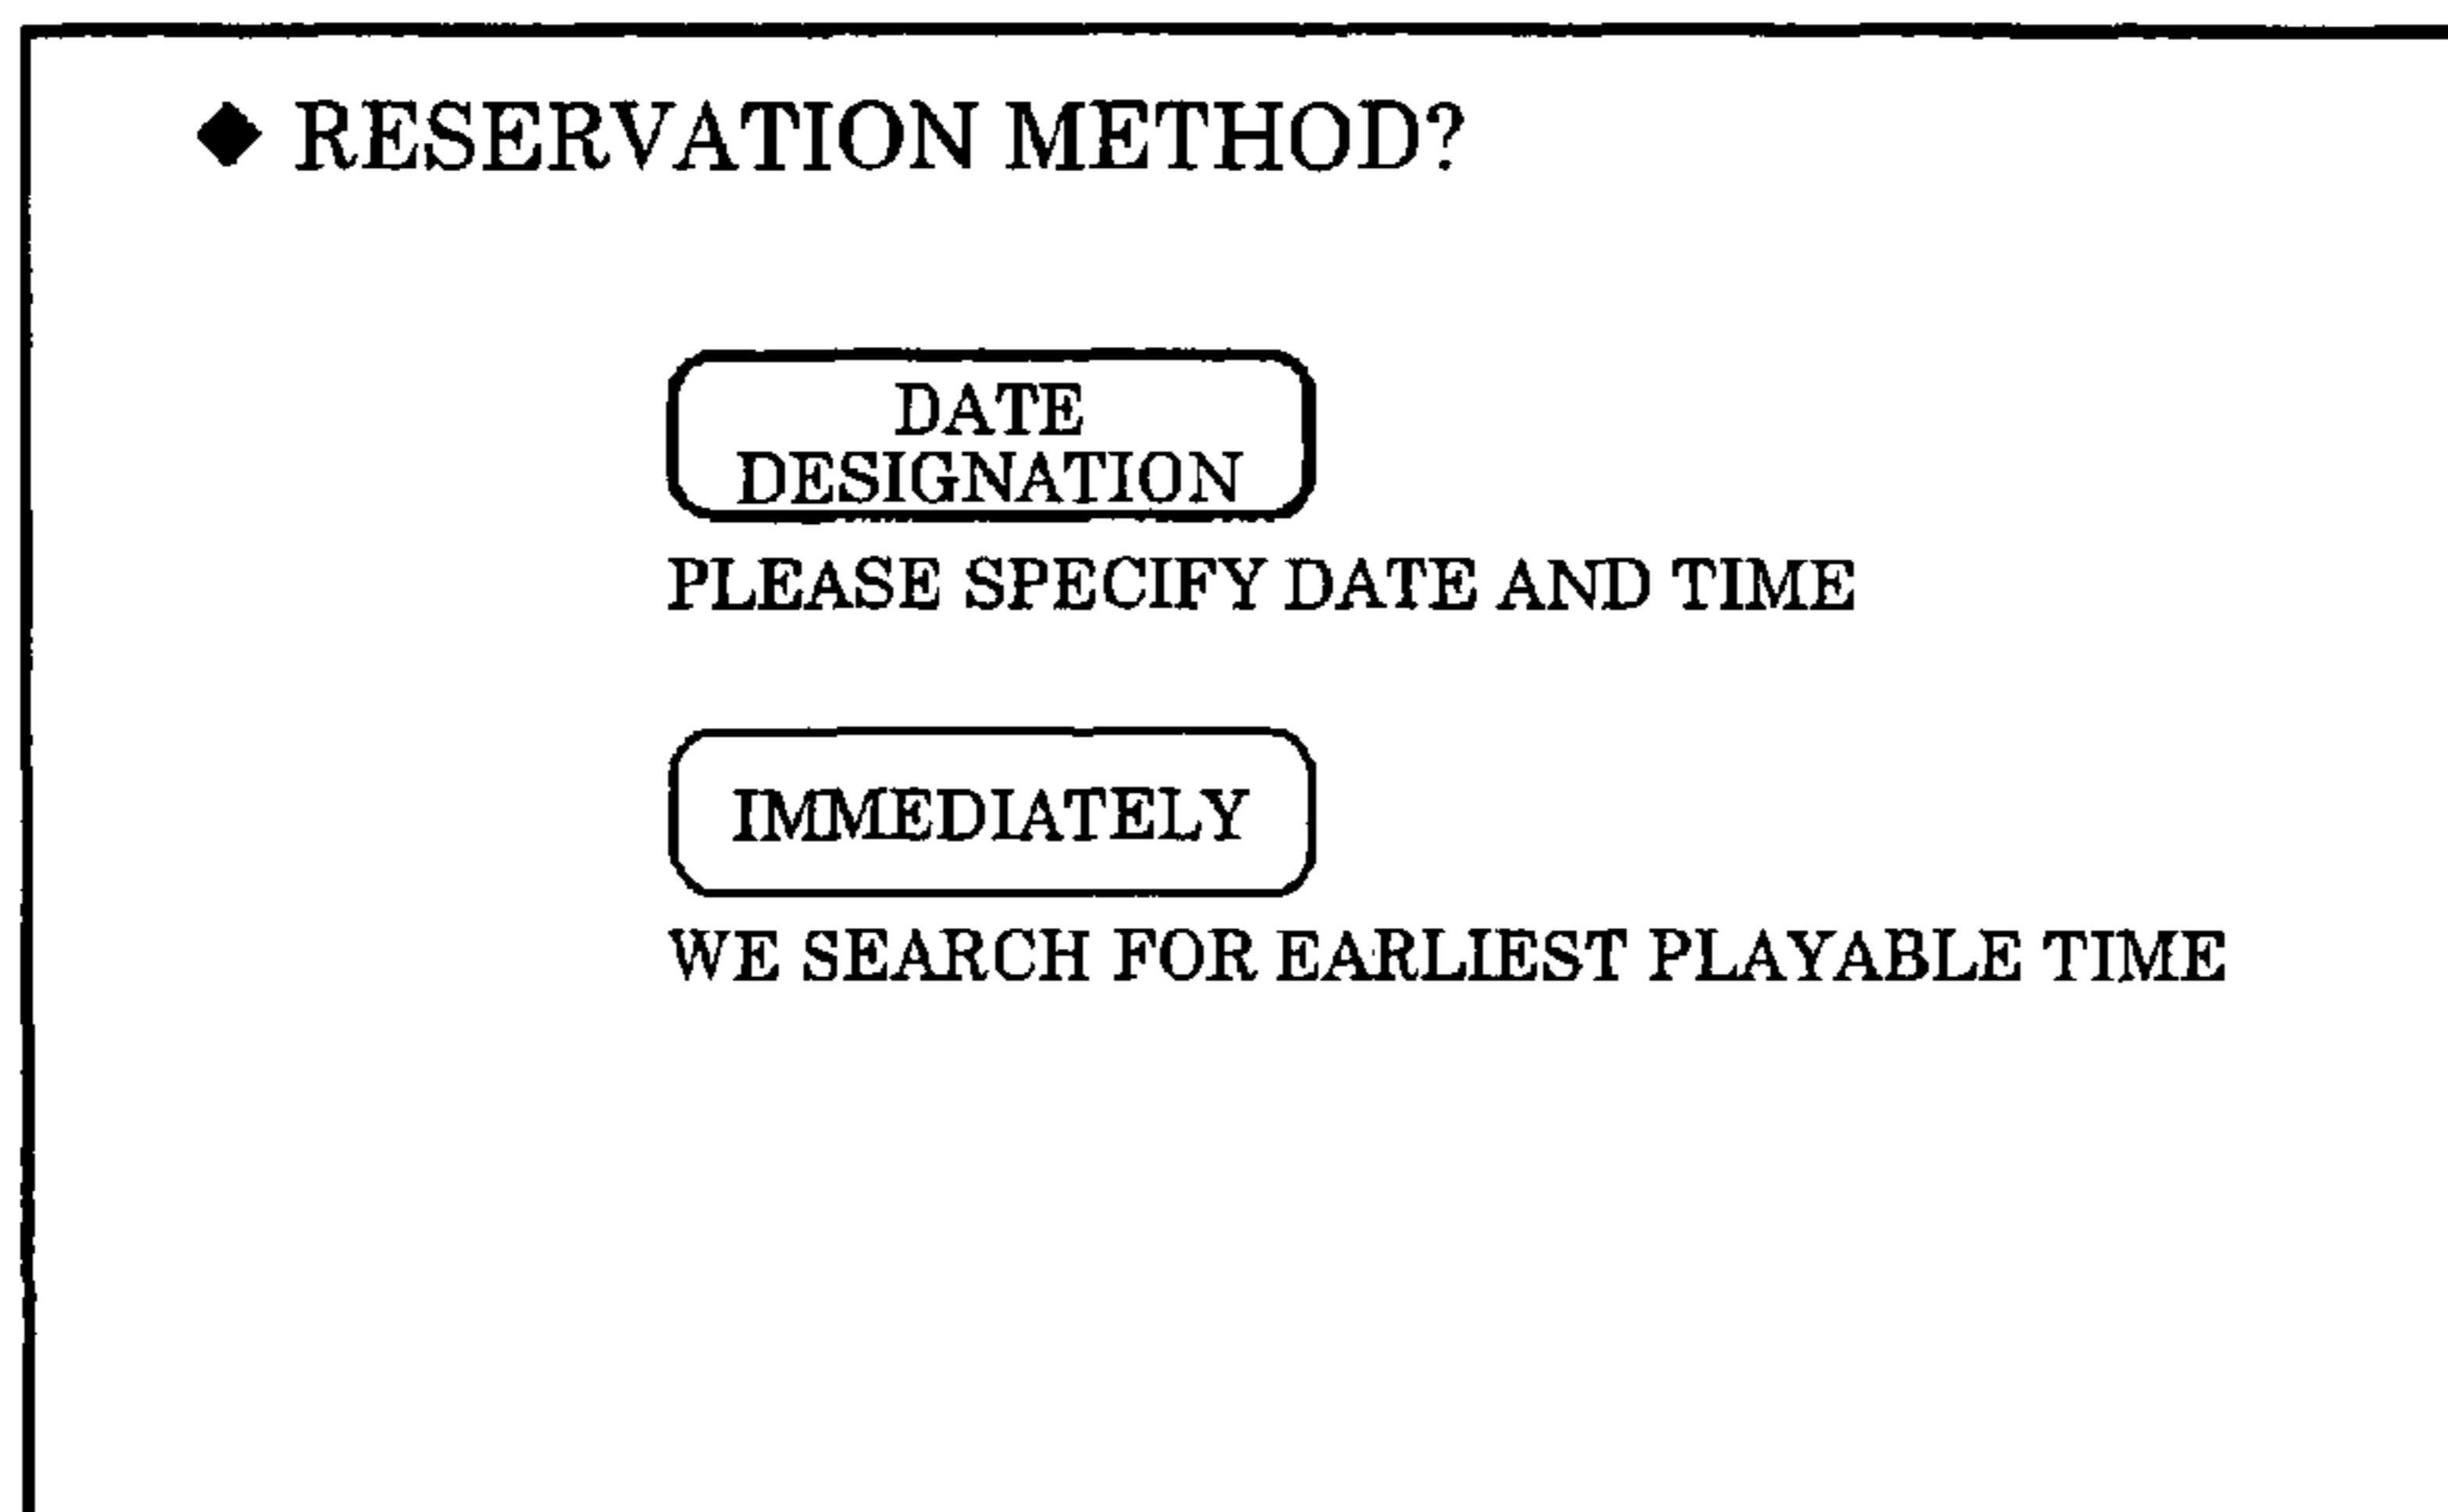 ◆ RESERVATION METHOD?
DATE
DESIGNATION
PLEASE SPECIFY DATE AND TIME
IMMEDIATELY
WE SEARCH FOR EARLIEST PLAYABLE TIME